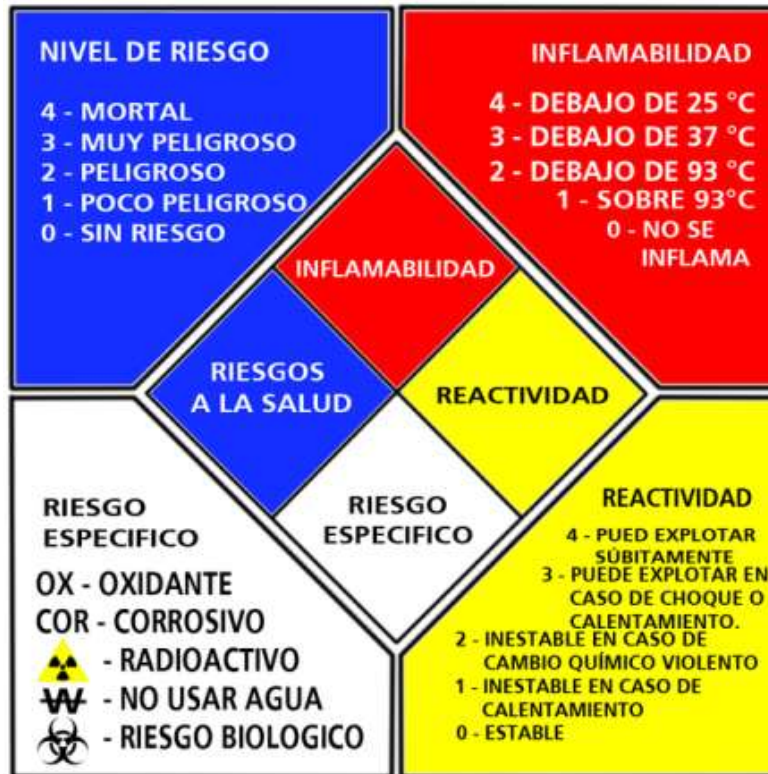 NIVEL DE RIESGO
4 - MORTAL
3 - MUY PELIGROSO
2 - PELIGROSO
1 - POCO PELIGROSO
0 - SIN RIESGO
INFLAMABILIDAD
4 - DEBAJO DE 25 °C
3 - DEBAJO DE 37 °C
2 - DEBAJO DE 93 °C
1 - SOBRE 93°C
0 - NO SE
INFLAMA
INFLAMABILIDAD
RIESGOS
A LA SALUD
REACTIVIDAD
RIESGO
ESPECIFICO
RIESGO
ESPECIFICO
OX - OXIDANTE
COR - CORROSIVO
- RADIOACTIVO
W - NO USAR AGUA
- RIESGO BIOLOGICO
REACTIVIDAD
4 - PUED EXPLOTAR
SÚBITAMENTE
3 - PUEDE EXPLOTAR EN
CASO DE CHOQUE O
CALENTAMIENTO.
2 - INESTABLE EN CASO DE
CAMBIO QUÍMICO VIOLENTO
1 - INESTABLE EN CASO DE
CALENTAMIENTO
0 - ESTABLE